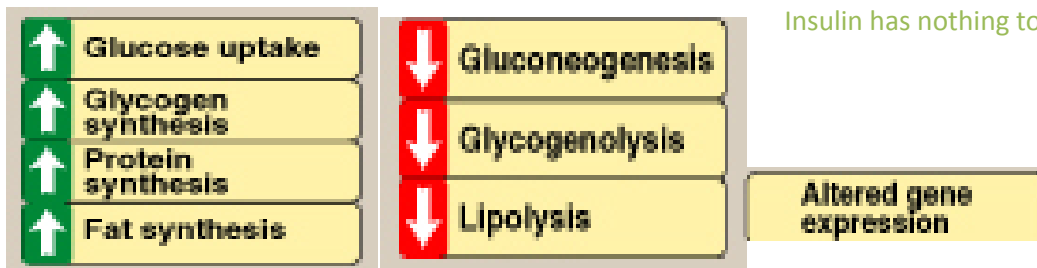 Insulin has nothing to
Glucose uptake
Glycogen
synthesis
Protein
synthesis
Fat synthesis
Gluconeogenesis
Glycogenolysis
Lipolysis
Altered gene
expression